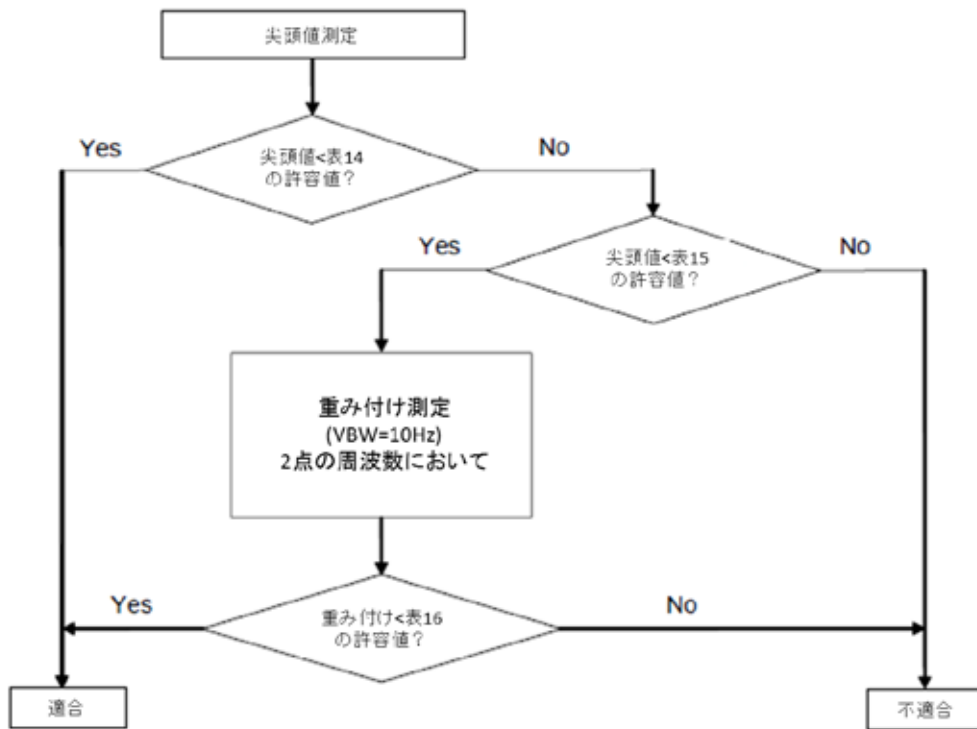 尖頭値測定
尖頭値<表14
の許容値？
Yes
No
尖頭値<表15
の許容値？
Yes
No
重み付け測定
(VBW=10Hz)
2点の周波数において
重み付け<表16
の許容値？
Yes
No
適合
不適合